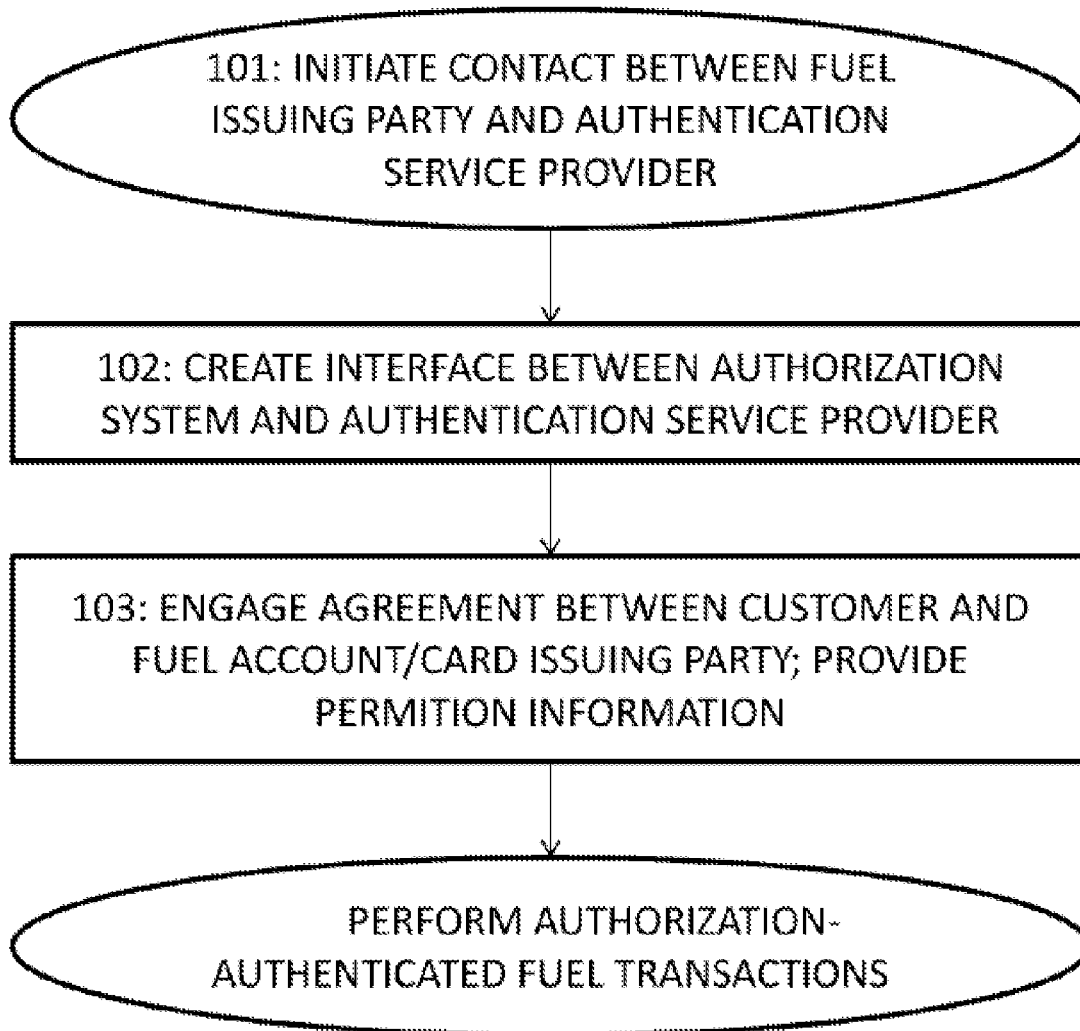 101: INITIATE CONTACT BETWEEN FUEL
ISSUING PARTY AND AUTHENTICATION
SERVICE PROVIDER
102: CREATE INTERFACE BETWEEN AUTHORIZATION
SYSTEM AND AUTHENTICATION SERVICE PROVIDER
103: ENGAGE AGREEMENT BETWEEN CUSTOMER AND
FUEL ACCOUNT/CARD ISSUING PARTY; PROVIDE
PERMITION INFORMATION
PERFORM AUTHORIZATION-
AUTHENTICATED FUEL TRANSACTIONS